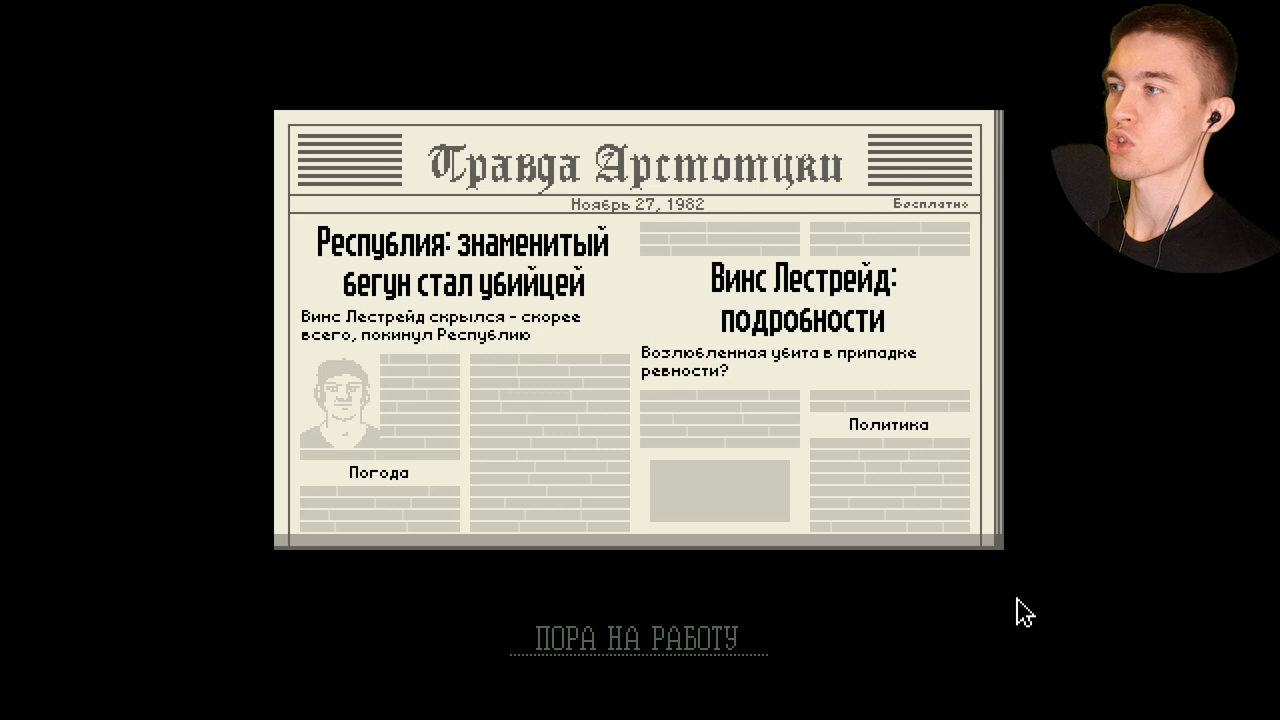 Правда Арстотцки
Ноябрь 27, 1982
Бесплатно
Республия: знаменитый
бегун стал убийцей
Винс Лестрейд скрылся - скорее
всего, покинул Республию
Погода
Винс Лестрейд:
подробности
Возлюбленная убита в припадке
ревности?
Политика
ПОРА НА РАБОТУ